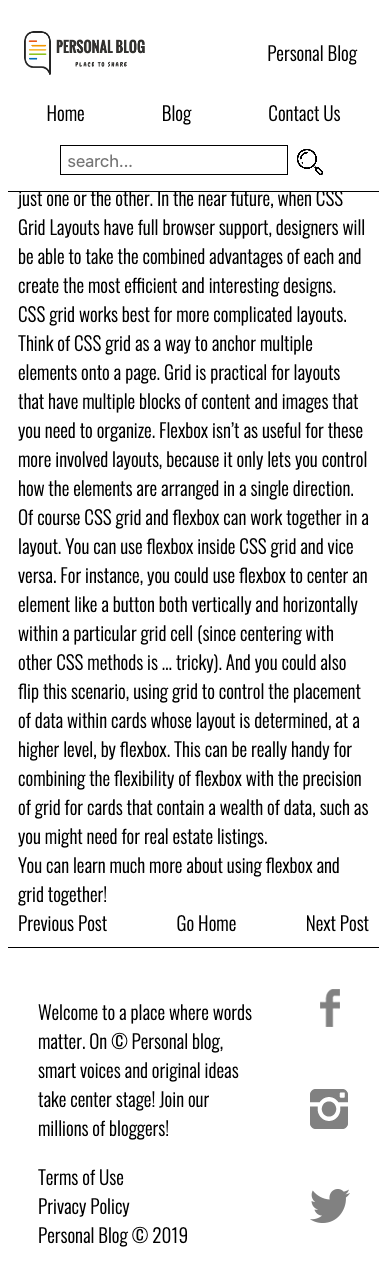 PERSONAL BLOG
PLACE TO SHARE
Personal Blog
Home Blog Contact Us
search...
just one or the other. In the near future, when CSS
Grid Layouts have full browser support, designers will
be able to take the combined advantages of each and
create the most efficient and interesting designs.
CSS grid works best for more complicated layouts.
Think of CSS grid as a way to anchor multiple
elements onto a page. Grid is practical for layouts
that have multiple blocks of content and images that
you need to organize. Flexbox isn’t as useful for these
more involved layouts, because it only lets you control
how the elements are arranged in a single direction.
Of course CSS grid and flexbox can work together in a
layout. You can use flexbox inside CSS grid and vice
versa. For instance, you could use flexbox to center an
element like a button both vertically and horizontally
within a particular grid cell (since centering with
other CSS methods is ... tricky). And you could also
flip this scenario, using grid to control the placement
of data within cards whose layout is determined, at a
higher level, by flexbox. This can be really handy for
combining the flexibility of flexbox with the precision
of grid for cards that contain a wealth of data, such as
you might need for real estate listings.
You can learn much more about using flexbox and
grid together!
Previous Post Go Home Next Post
Welcome to a place where words
matter. On © Personal blog,
smart voices and original ideas
take center stage! Join our
millions of bloggers!
Terms of Use
Privacy Policy
Personal Blog © 2019